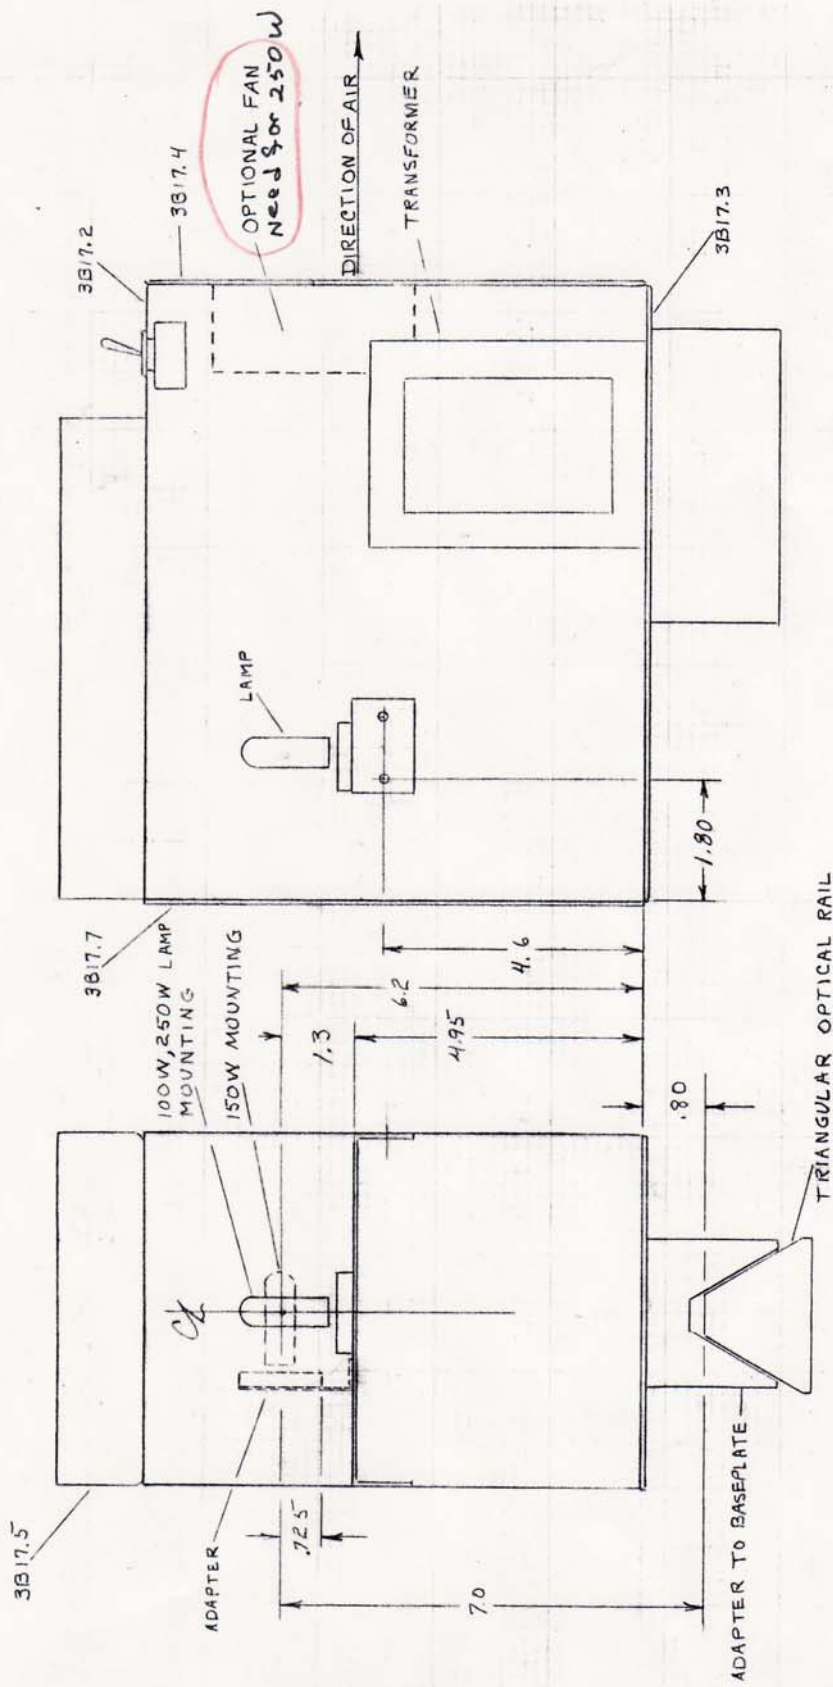 3B17.5
3B17.7
3B17.2
3B17.4
OPTIONAL FAN
Need for 250W
DIRECTION OF AIR
TRANSFORMER
3B17.3
LAMP
1.80
4.6
6.2
1.3
4.95
.80
100W, 250W LAMP
MOUNTING
150W MOUNTING
CL
ADAPTER
.725
7.0
ADAPTER TO BASEPLATE
TRIANGULAR OPTICAL RAIL